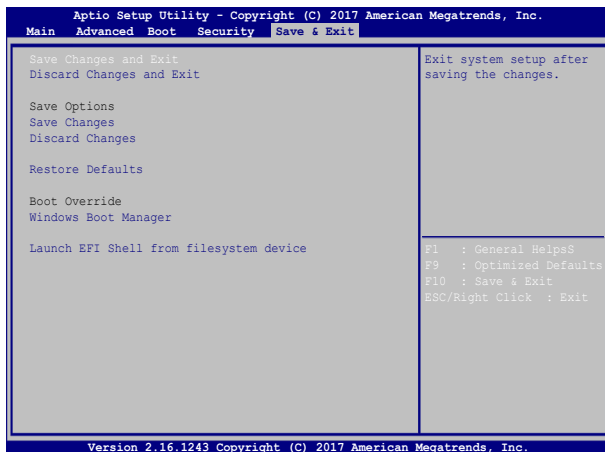 Aptio Setup Utility - Copyright (C) 2017 American Megatrends, Inc.
Main Advanced Boot Security Save & Exit
Save Changes and Exit
Discard Changes and Exit
Save Options
Save Changes
Discard Changes
Restore Defaults
Boot Override
Windows Boot Manager
Launch EFI Shell from filesystem device
Exit system setup after
saving the changes.
F1 : General HelpsS
F9 : Optimized Defaults
F10 : Save & Exit
ESC/Right Click : Exit
Version 2.16.1243 Copyright (C) 2017 American Megatrends, Inc.